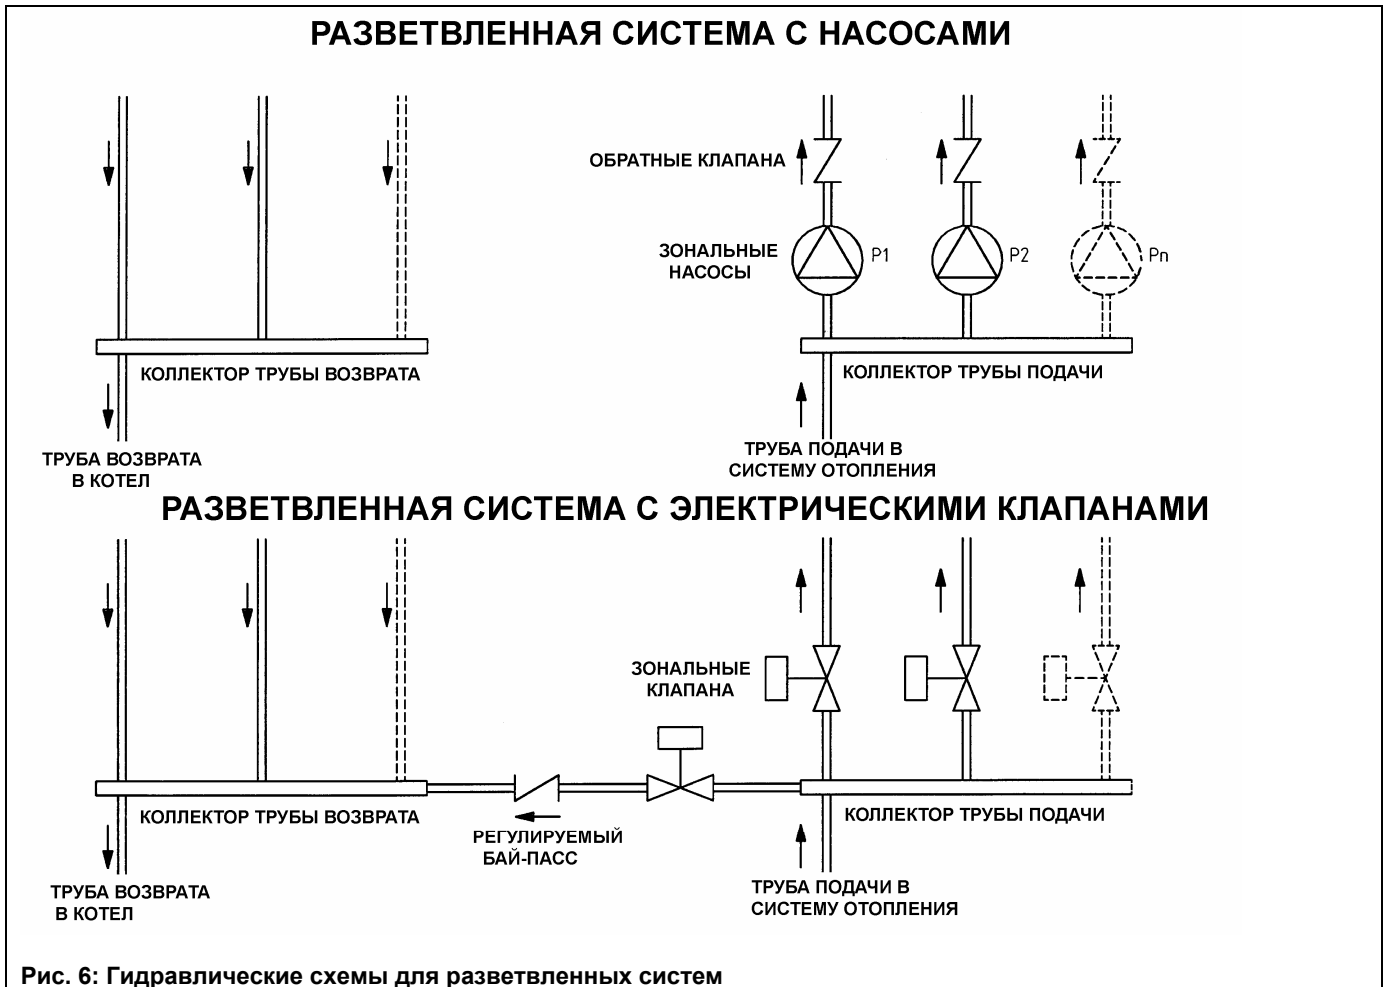 РАЗВЕТВЛЕННАЯ СИСТЕМА С НАСОСАМИ
ОБРАТНЫЕ КЛАПАНА
ЗОНАЛЬНЫЕ
НАСОСЫ
P1
P2
Pn
КОЛЛЕКТОР ТРУБЫ ВОЗВРАТА
КОЛЛЕКТОР ТРУБЫ ПОДАЧИ
ТРУБА ВОЗВРАТА
В КОТЕЛ
ТРУБА ПОДАЧИ В
СИСТЕМУ ОТОПЛЕНИЯ
РАЗВЕТВЛЕННАЯ СИСТЕМА С ЭЛЕКТРИЧЕСКИМИ КЛАПАНАМИ
ЗОНАЛЬНЫЕ
КЛАПАНА
КОЛЛЕКТОР ТРУБЫ ВОЗВРАТА
РЕГУЛИРУЕМЫЙ
БАЙ-ПАСС
КОЛЛЕКТОР ТРУБЫ ПОДАЧИ
ТРУБА ВОЗВРАТА
В КОТЕЛ
ТРУБА ПОДАЧИ В
СИСТЕМУ ОТОПЛЕНИЯ
Рис. 6: Гидравлические схемы для разветвленных систем